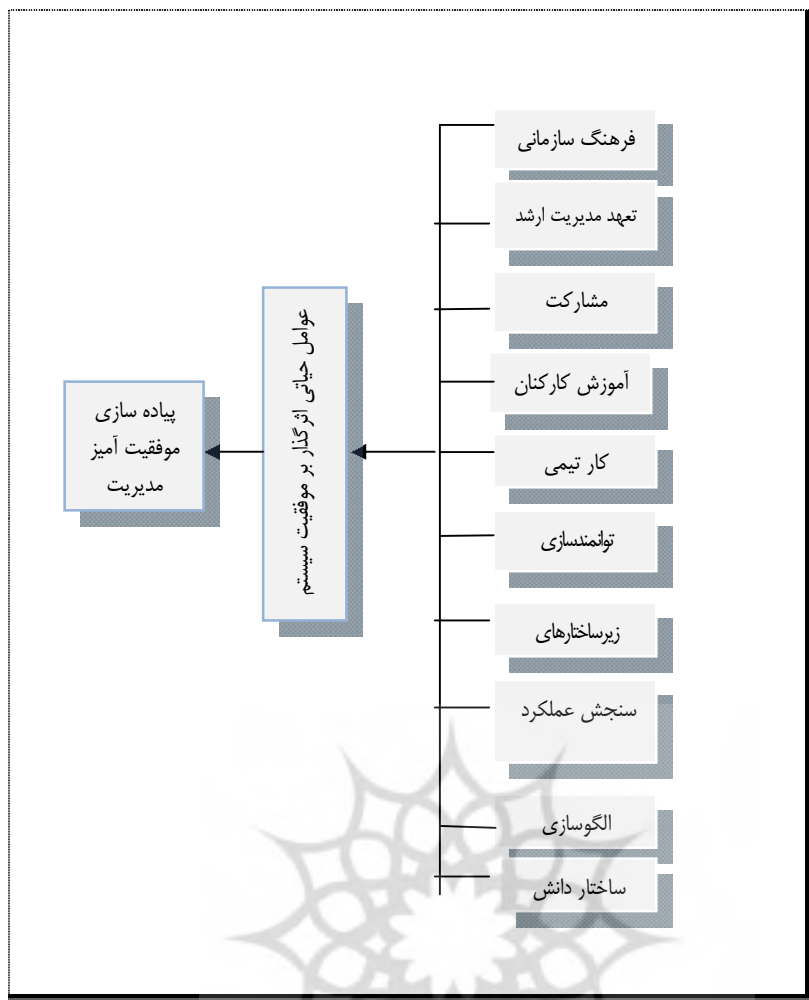 فرهنگ سازمانی
تعهد مدیریت ارشد
مشارکت
آموزش کارکنان
کار تیمی
توانمندسازی
زیرساختارهای
سنجش عملکرد
الگوسازی
ساختار دانش
عوامل حیاتی اثرگذار بر موفقیت سیستم
پیاده سازی
موفقیت آمیز
مدیریت